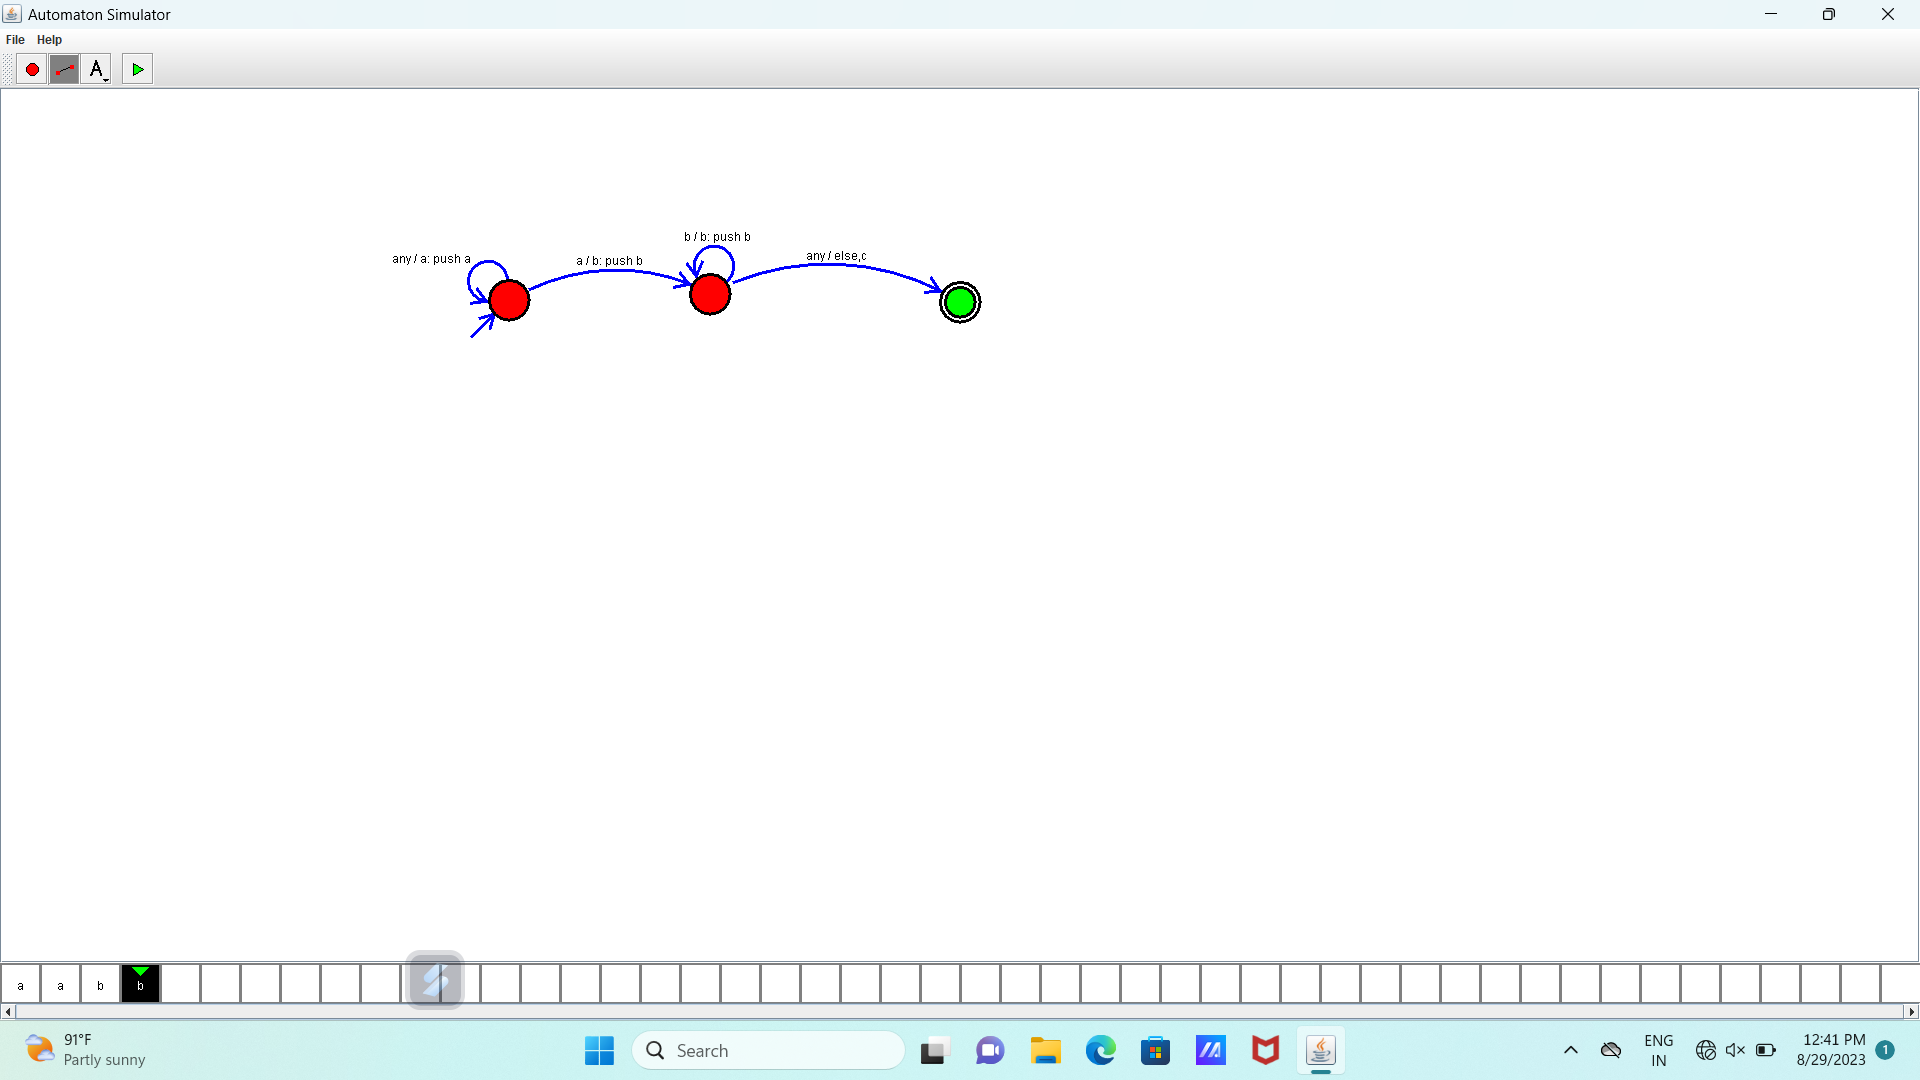 Automaton Simulator
File Help
A
b / b: push b
any / a: push a
a / b: push b
any / else,c
a a b b
91°F
Partly sunny
Search
ENG
IN
12:41 PM
8/29/2023
1